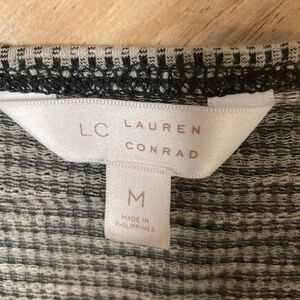 LC LAUREN
CONRAD
M
MADE IN
PHILIPPINES